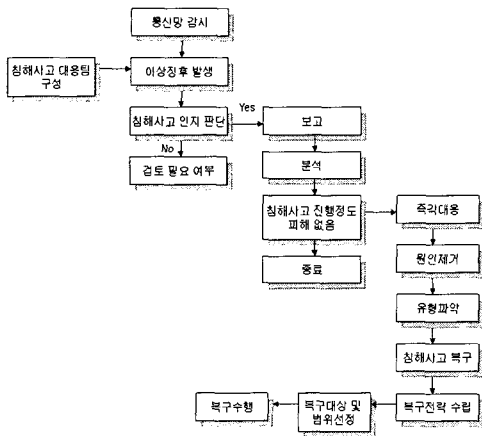 통신망 감시
침해사고 대응팀
구성
이상징후 발생
침해사고 인지 판단
Yes
보고
No
검토 필요 여부
분석
침해사고 진행정도
피해 없음
즉각대응
종료
원인제거
유형파악
침해사고 복구
복구전략 수립
복구대상 및
범위선정
복구수행